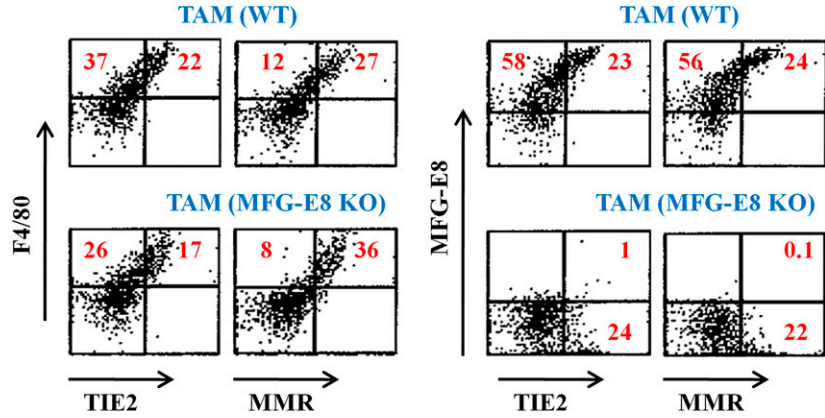 TAM (WT)
TAM (WT)
37 22 12 27
58 23 56 24
F4/80
MFG-E8
TAM (MFG-E8 KO)
TAM (MFG-E8 KO)
26 17 8 36
1 0.1
24 22
TIE2 MMR
TIE2 MMR